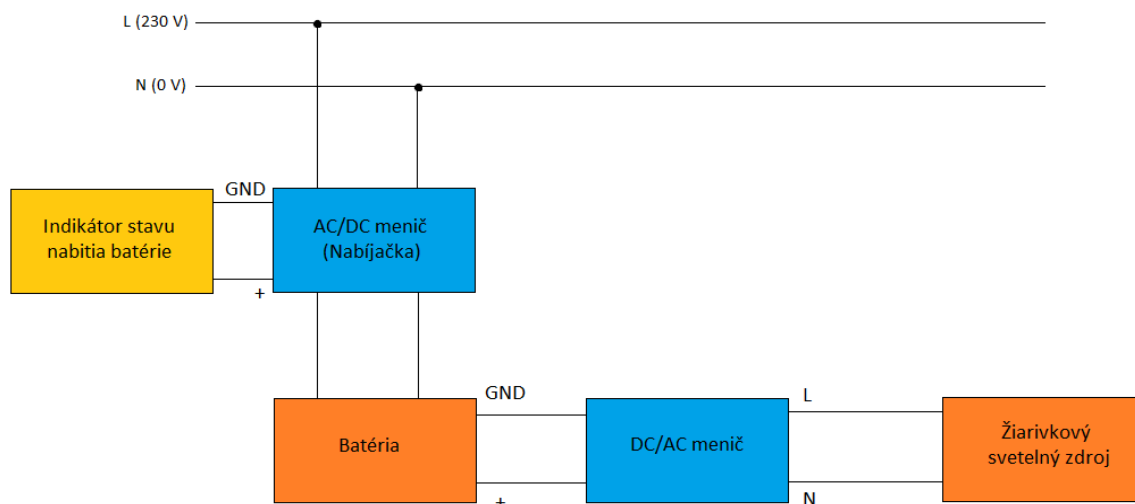 L (230 V)
N (0 V)
GND
Indikátor stavu
nabitia batérie
+
AC/DC menič
(Nabíjačka)
Batéria
GND
+
DC/AC menič
L
N
Žiarivkový
svetelný zdroj